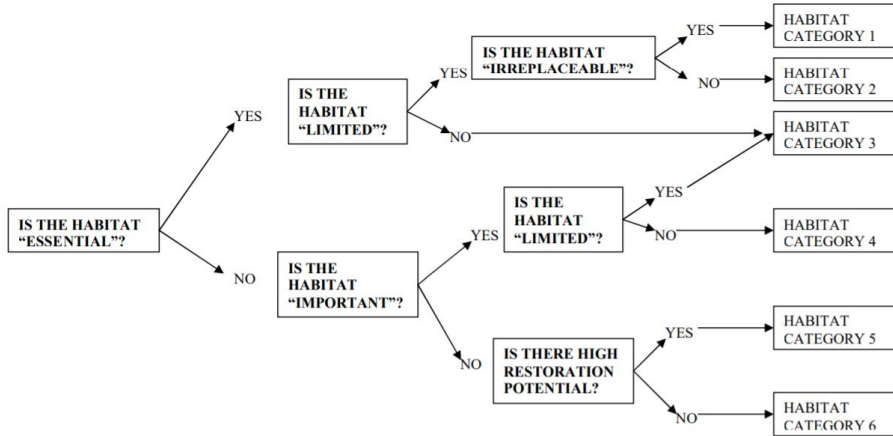 YES
HABITAT
CATEGORY 1
IS THE HABITAT
“IRREPLACEABLE”?
YES
NO
HABITAT
CATEGORY 2
IS THE
HABITAT
“LIMITED”?
YES
NO
HABITAT
CATEGORY 3
YES
IS THE HABITAT
“ESSENTIAL”?
IS THE
HABITAT
“LIMITED”?
YES
YES
NO
HABITAT
CATEGORY 4
NO
IS THE
HABITAT
“IMPORTANT”?
HABITAT
CATEGORY 5
IS THERE HIGH
RESTORATION
POTENTIAL?
YES
NO
NO
HABITAT
CATEGORY 6